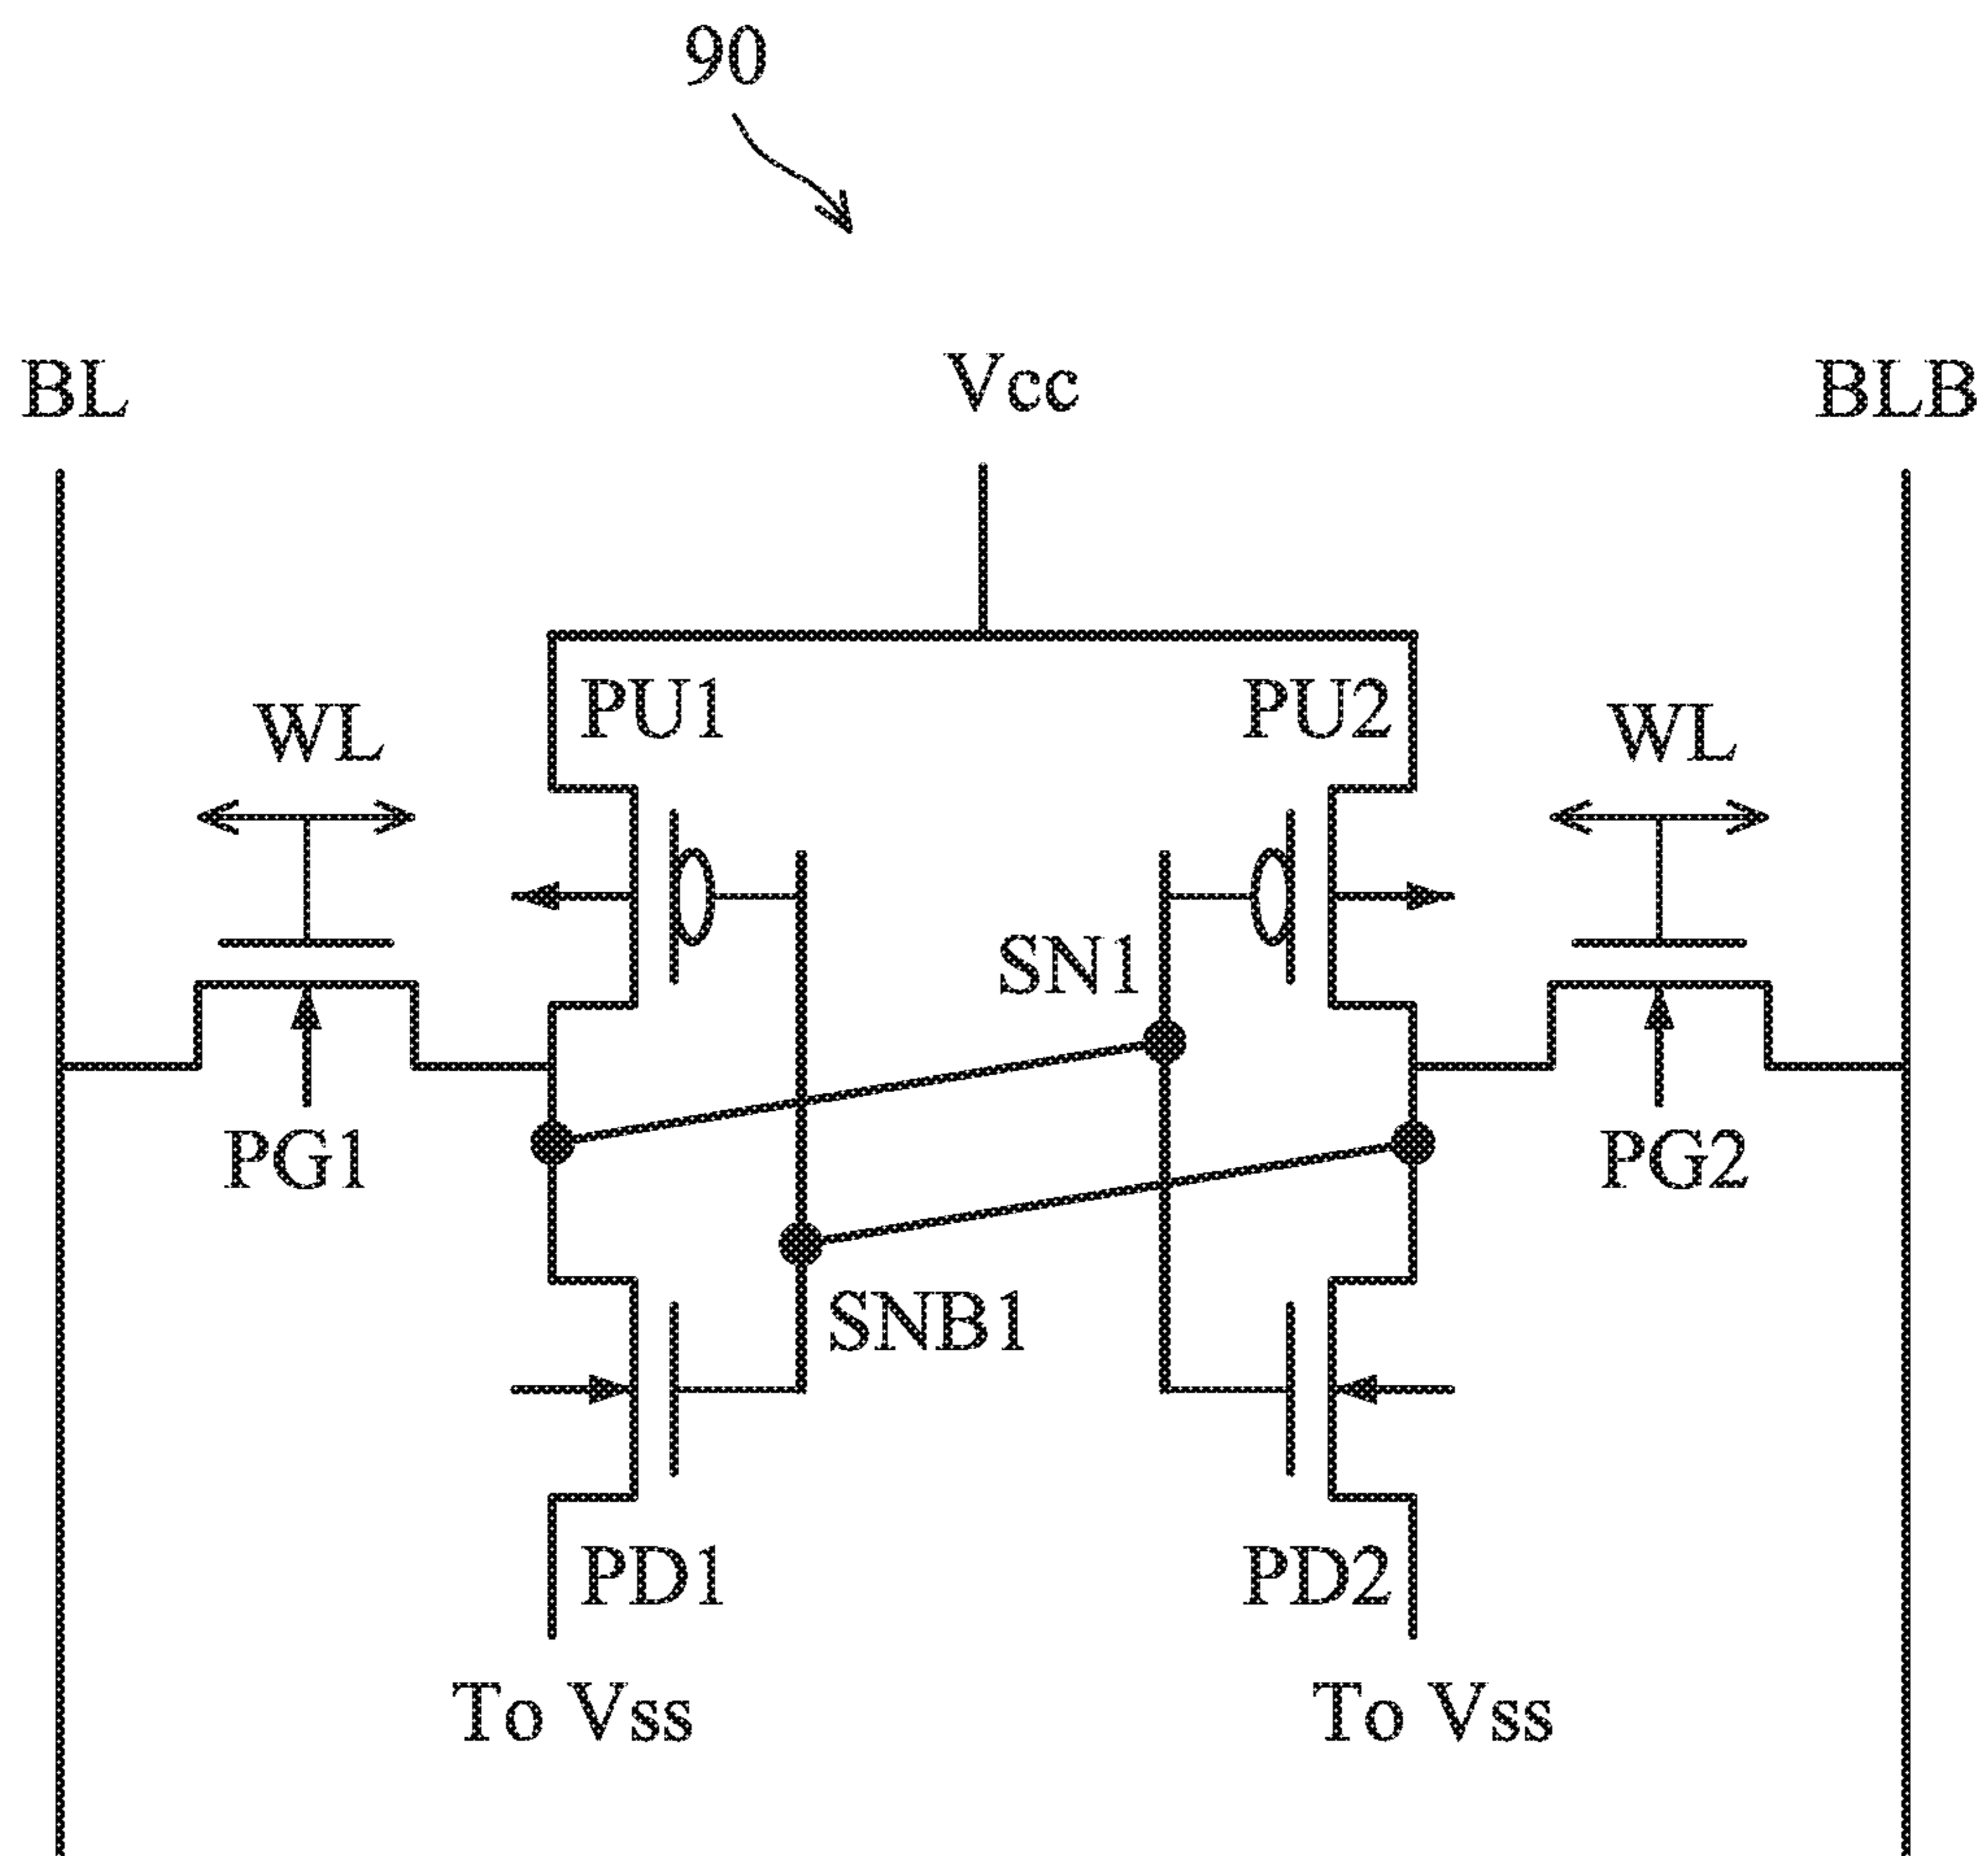 90
BL
Vcc
BLB
WL
PU1
PU2
WL
SN1
PG1
PG2
SNB1
PD1
PD2
To Vss
To Vss